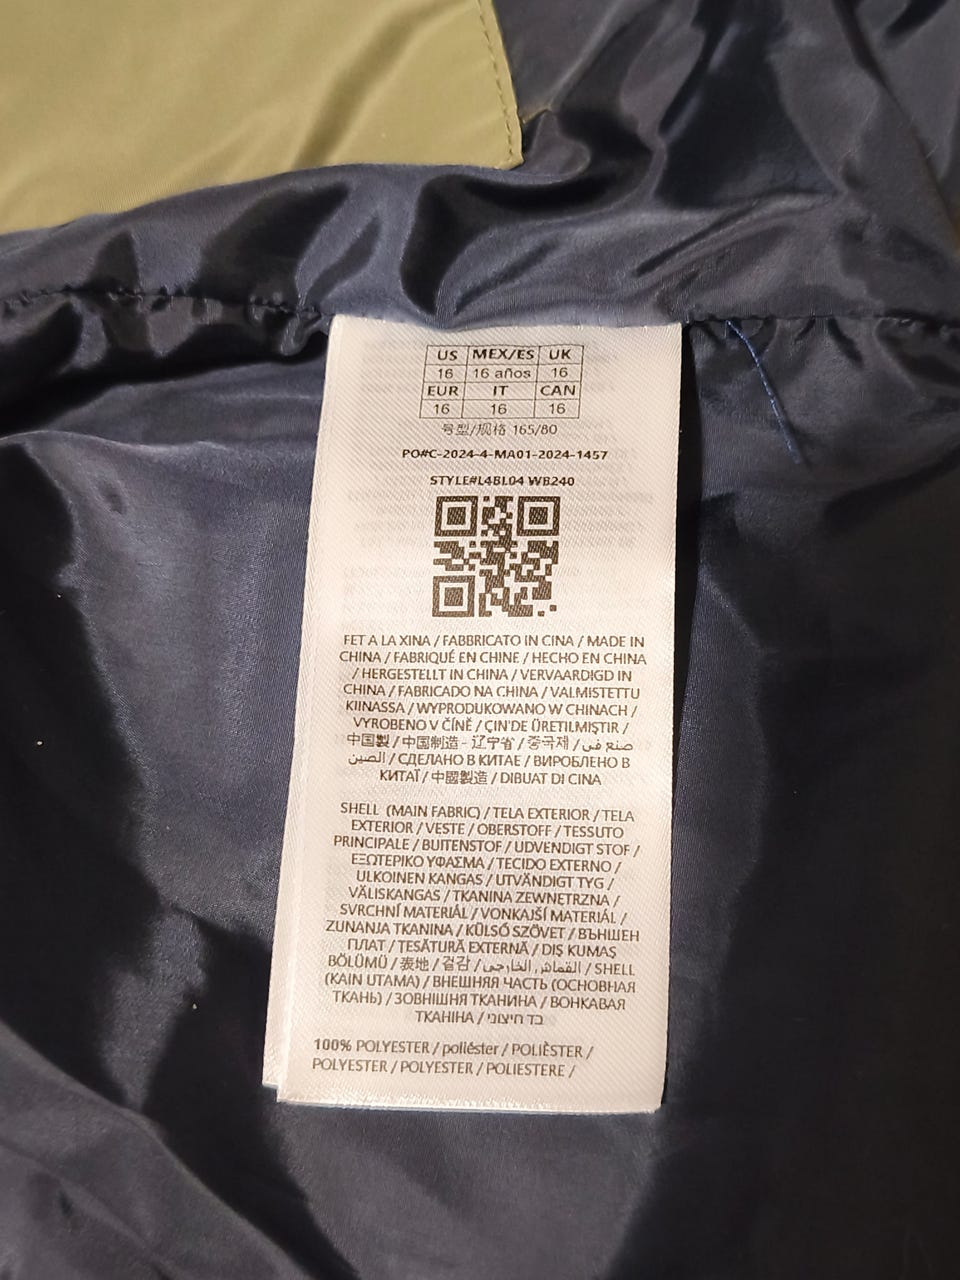 US MEX/ES UK
16 16 años 16
EUR IT CAN
16 16 16
号型/规格 165/80
PO#C-2024-4-MA01-2024-1457
STYLE#L4BL04 WB240
FET A LA XINA / FABBRICATO IN CINA / MADE IN
CHINA / FABRIQUÉ EN CHINE / HECHO EN CHINA
/ HERGESTELLT IN CHINA / VERVAARDIGD IN
CHINA / FABRICADO NA CHINA / VALMISTETTU
KIINASSA / WYPRODUKOWANO W CHINACH /
VYROBENO V ČÍNĚ / ÇIN'DE ÜRETILMIŞTIR /
中国製 / 中国制造 - 辽宁省 / 중국제 / صنع في
الصين / СДЕЛАНО В КИТАЕ / ВИРОБЛЕНО В
КИТАЇ / 中國製造 / DIBUAT DI CINA
SHELL (MAIN FABRIC) / TELA EXTERIOR / TELA
EXTERIOR / VESTE / OBERSTOFF / TESSUTO
PRINCIPALE / BUITENSTOF / UDVENDIGT STOF /
ΕΞΩΤΕΡΙΚΟ ΥΦΑΣΜΑ / TECIDO EXTERNO /
ULKOINEN KANGAS / UTVÄNDIGT TYG /
VÄLISKANGAS / TKANINA ZEWNĘTRZNA /
SVRCHNÍ MATERIÁL / VONKAJŠÍ MATERIÁL /
ZUNANJA TKANINA / KÜLSŐ SZÖVET / ВЪНШЕН
ПЛАТ / ȚESĂTURĂ EXTERNĂ / DIŞ KUMAŞ
BÖLÜMÜ / 表地 / 겉감 / القماش الخارجي / SHELL
(KAIN UTAMA) / ВНЕШНЯЯ ЧАСТЬ (ОСНОВНАЯ
ТКАНЬ) / ЗОВНІШНЯ ТКАНИНА / ВОНКАВАЯ
ТКАНІНА / בד חיצוני
100% POLYESTER / poliéster / POLIÈSTER /
POLYESTER / POLYESTER / POLIESTERE /